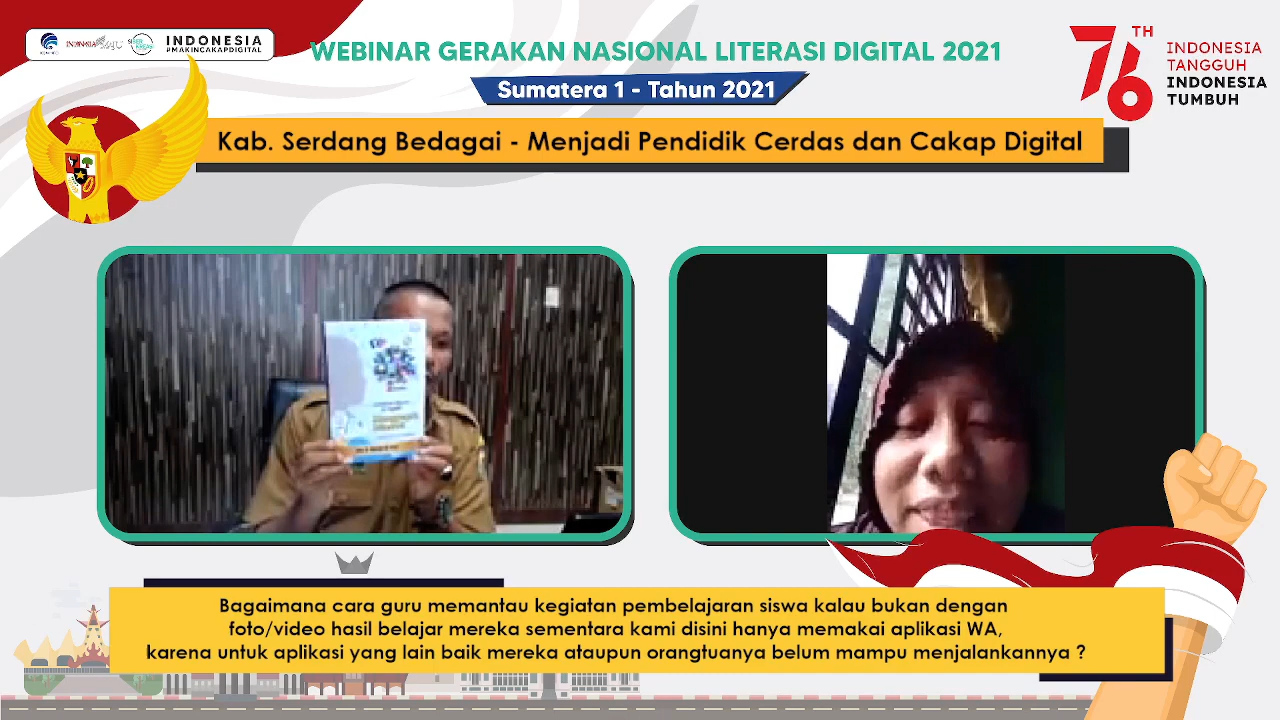 INDONESIA
#MAKINCAKAPDIGITAL
WEBINAR GERAKAN NASIONAL LITERASI DIGITAL 2021
Sumatera 1 - Tahun 2021
76 TH
INDONESIA
TANGGUH
INDONESIA
TUMBUH
Kab. Serdang Bedagai - Menjadi Pendidik Cerdas dan Cakap Digital
Bagaimana cara guru memantau kegiatan pembelajaran siswa kalau bukan dengan
foto/video hasil belajar mereka sementara kami disini hanya memakai aplikasi WA,
karena untuk aplikasi yang lain baik mereka ataupun orangtuanya belum mampu menjalankannya ?